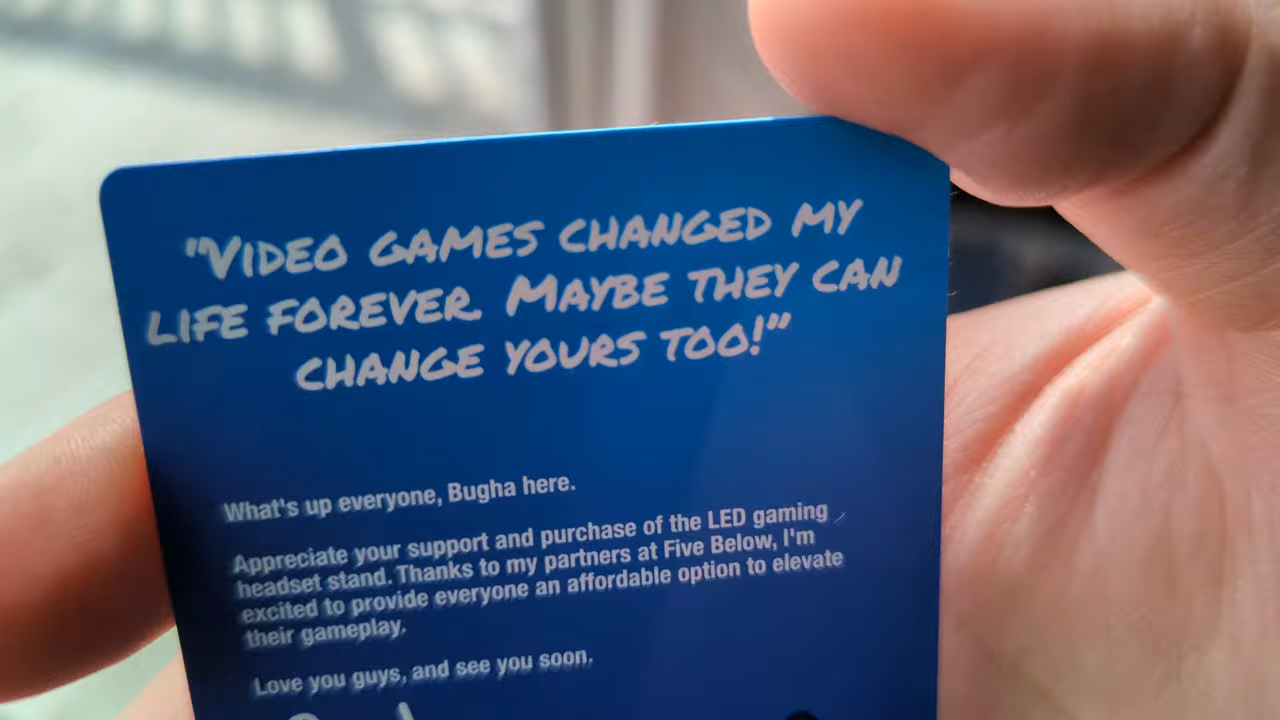 "VIDEO GAMES CHANGED MY
LIFE FOREVER. MAYBE THEY CAN
CHANGE YOURS TOO!"
What's up everyone, Bugha here.
Appreciate your support and purchase of the LED gaming
headset stand. Thanks to my partners at Five Below, I'm
excited to provide everyone an affordable option to elevate
their gameplay.
Love you guys, and see you soon.